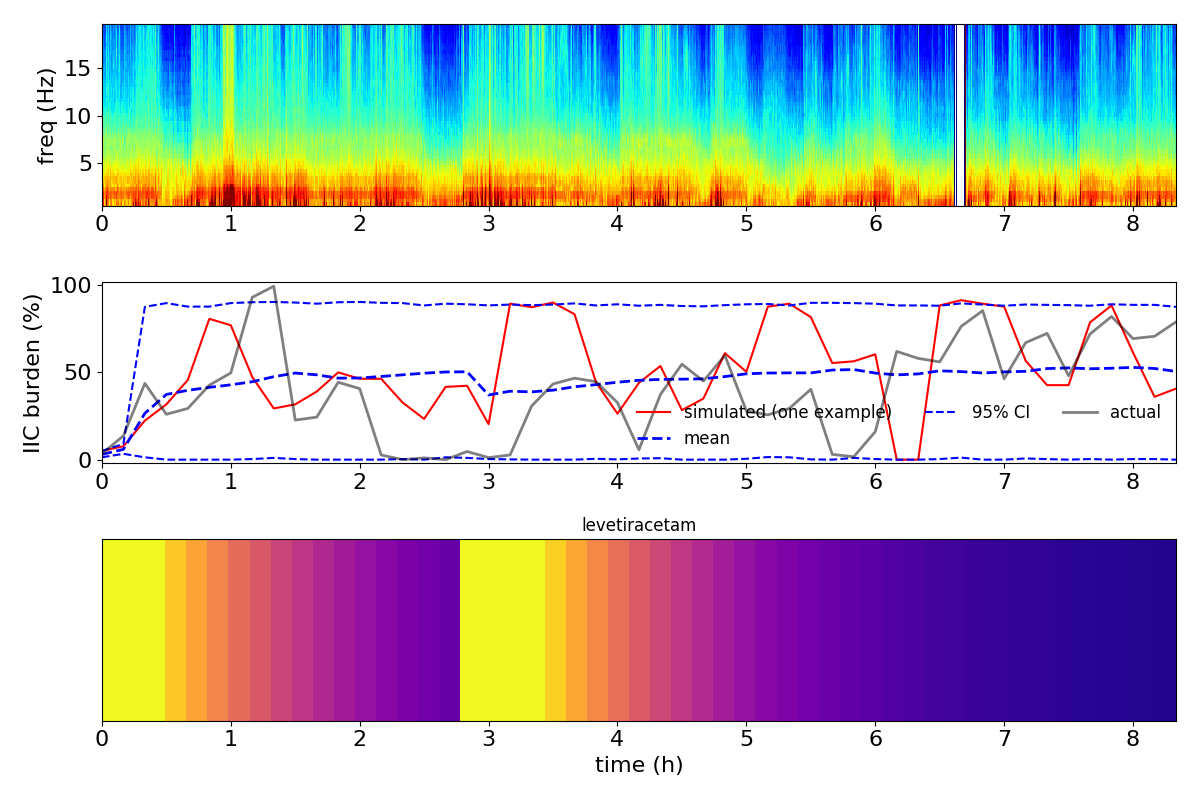 freq (Hz)
15
10
5
0 1 2 3 4 5 6 7 8
IIC burden (%)
100
50
0
simulated (one example) 95% CI actual
mean
0 1 2 3 4 5 6 7 8
levetiracetam
0 1 2 3 4 5 6 7 8
time (h)